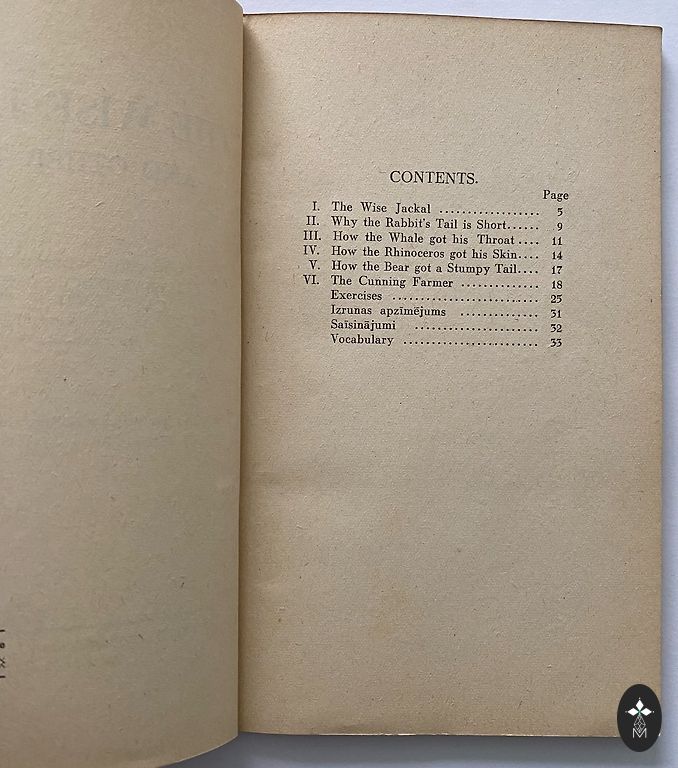 CONTENTS.
Page
I. The Wise Jackal .................. 5
II. Why the Rabbit's Tail is Short...... 9
III. How the Whale got his Throat .... 11
IV. How the Rhinoceros got his Skin.... 14
V. How the Bear got a Stumpy Tail.... 17
VI. The Cunning Farmer .............. 18
Exercises .......................... 25
Izrunas apzīmējums .............. 31
Saīsinājumi ...................... 32
Vocabulary ........................ 33
M